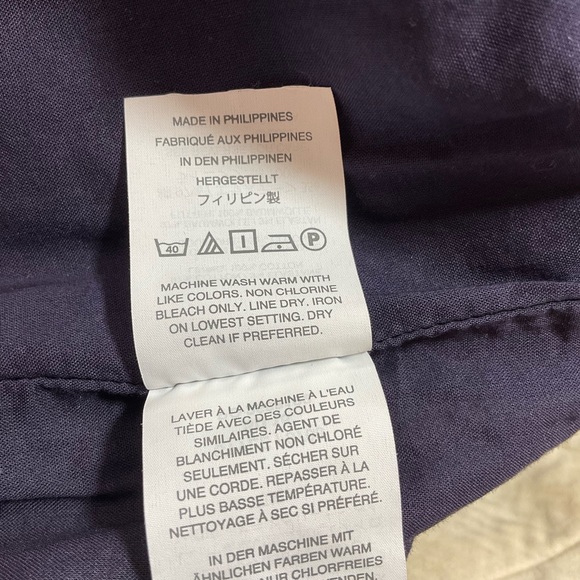 MADE IN PHILIPPINES
FABRIQUÉ AUX PHILIPPINES
IN DEN PHILIPPINEN
HERGESTELLT
フィリピン製
40 P
MACHINE WASH WARM WITH
LIKE COLORS. NON CHLORINE
BLEACH ONLY. LINE DRY. IRON
ON LOWEST SETTING. DRY
CLEAN IF PREFERRED.
LAVER À LA MACHINE À L'EAU
TIÈDE AVEC DES COULEURS
SIMILAIRES. AGENT DE
BLANCHIMENT NON CHLORÉ
SEULEMENT. SÉCHER SUR
UNE CORDE. REPASSER À LA
PLUS BASSE TEMPÉRATURE.
NETTOYAGE À SEC SI PRÉFÉRÉ.
IN DER MASCHINE MIT
ÄHNLICHEN FARBEN WARM
NUR CHLORFREIES